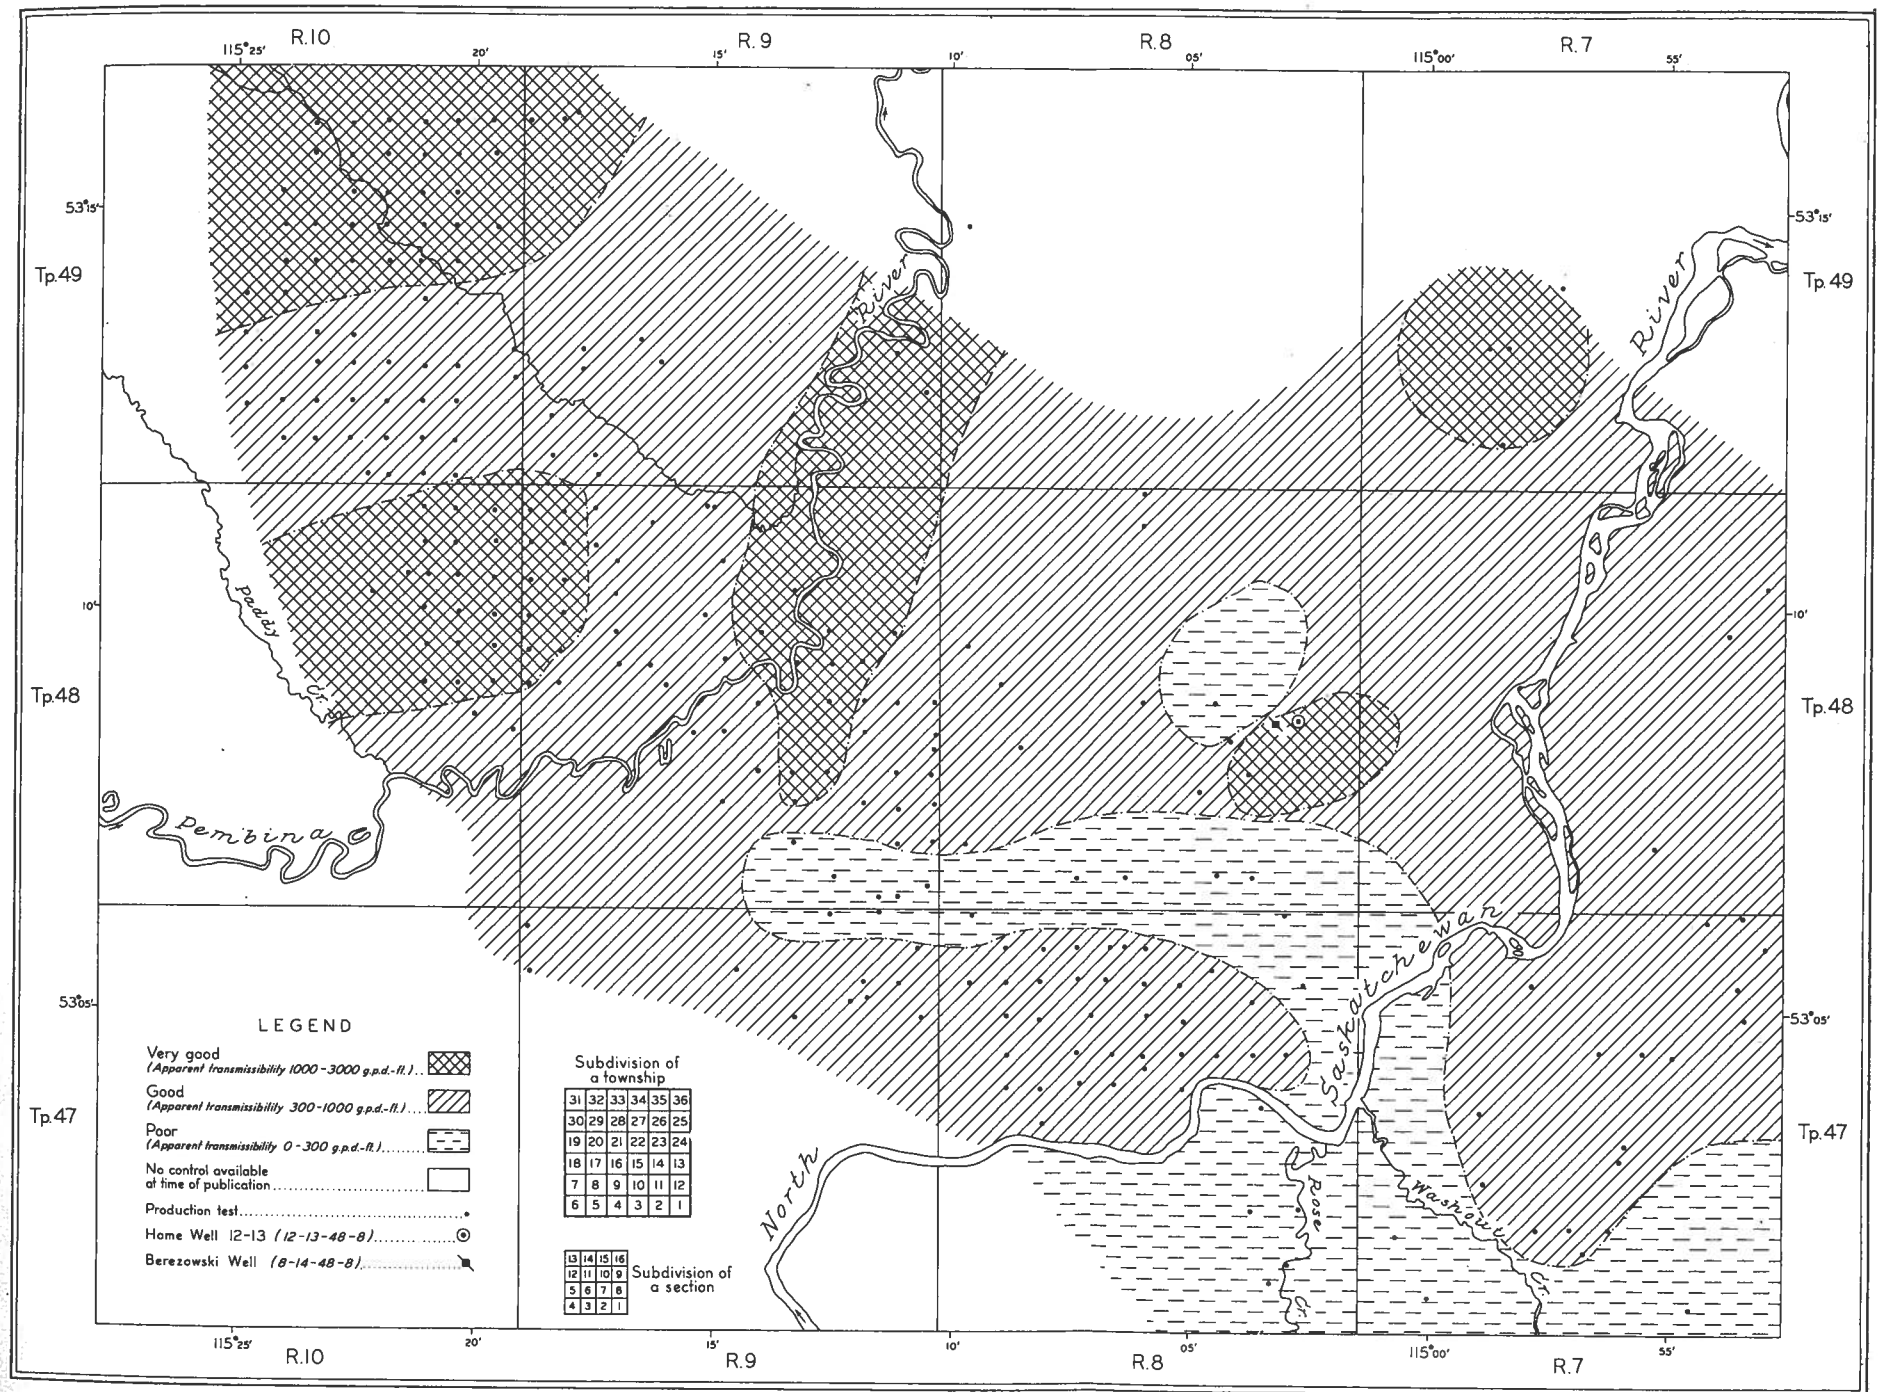 R.10 R.9 R.8 R.7
115°25' 20' 15' 10' 05' 115°00' 55'
53°15' 53°15'
Tp.49 Tp.49
River
River
10' 10'
Paddy
Cr.
Tp.48 Tp.48
Pembina
Saskatchewan
53°05' 53°05'
LEGEND
Very good
(Apparent transmissibility 1000-3000 g.p.d.-ft.)..
Good
(Apparent transmissibility 300-1000 g.p.d.-ft.)....
Poor
(Apparent transmissibility 0-300 g.p.d.-ft.)........
No control available
at time of publication
Production test
Home Well 12-13 (12-13-48-8)
Berezowski Well (8-14-48-8)
Subdivision of
a township
31 32 33 34 35 36
30 29 28 27 26 25
19 20 21 22 23 24
18 17 16 15 14 13
7 8 9 10 11 12
6 5 4 3 2 1
13 14 15 16
12 11 10 9
5 6 7 8
4 3 2 1
Subdivision of
a section
Tp.47 Tp.47
North
Rose
Cr.
Washout
Cr.
115°25' 20' 15' 10' 05' 115°00' 55'
R.10 R.9 R.8 R.7